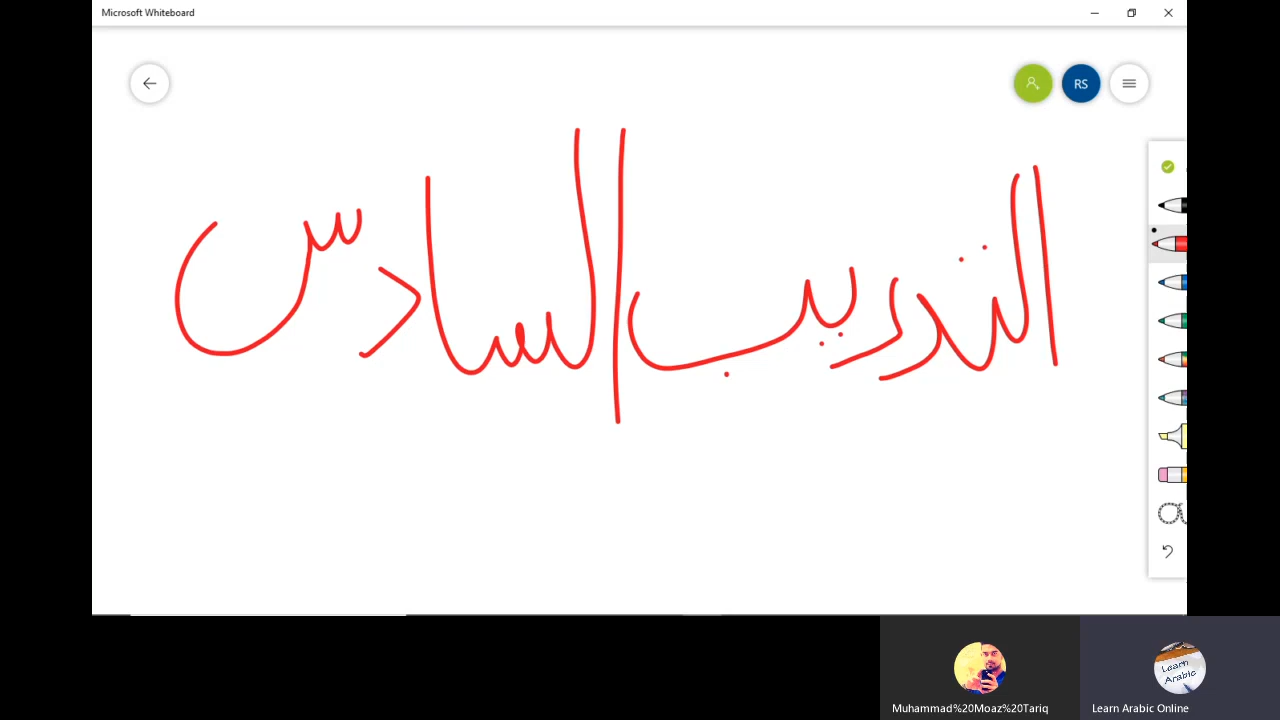 Microsoft Whiteboard
RS
التدريب السادس
Learn Arabic
Muhammad%20Moaz%20Tariq
Learn Arabic Online